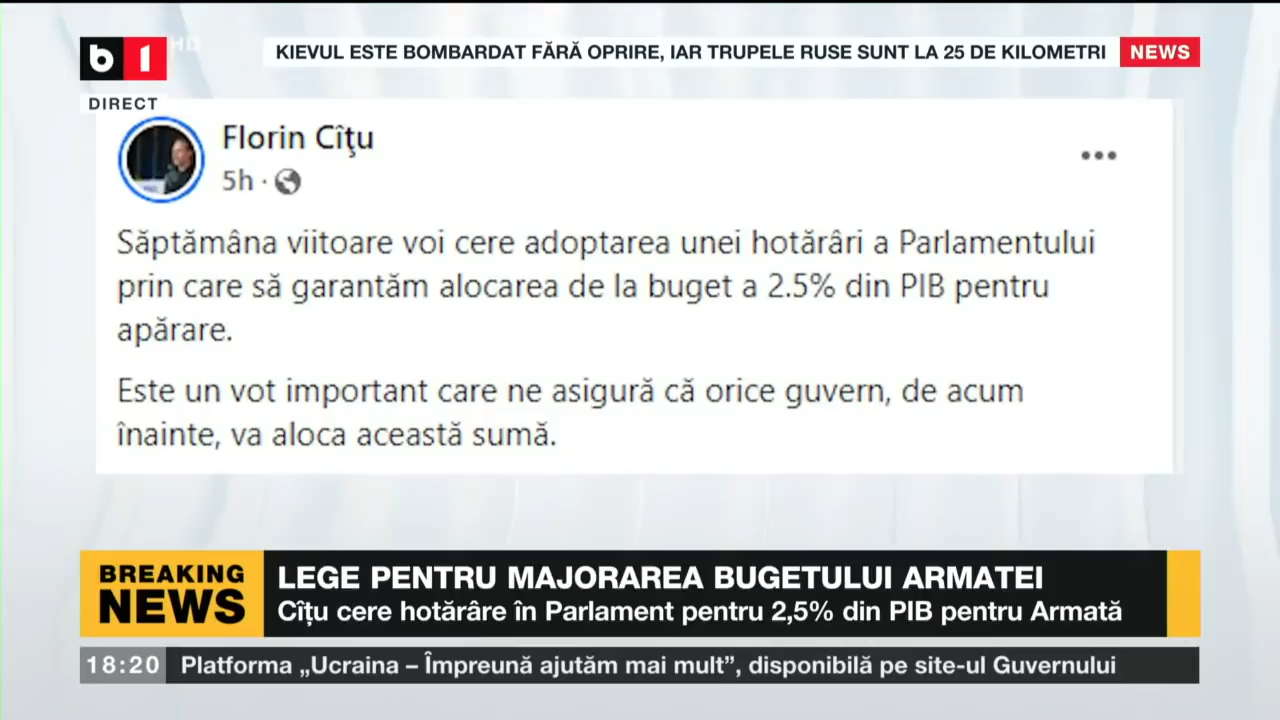 b1 HD
KIEVUL ESTE BOMBARDAT FĂRĂ OPRIRE, IAR TRUPELE RUSE SUNT LA 25 DE KILOMETRI NEWS
DIRECT
Florin Cîţu
5h ·
Săptămâna viitoare voi cere adoptarea unei hotărâri a Parlamentului
prin care să garantăm alocarea de la buget a 2.5% din PIB pentru
apărare.
Este un vot important care ne asigură că orice guvern, de acum
înainte, va aloca această sumă.
BREAKING
NEWS
LEGE PENTRU MAJORAREA BUGETULUI ARMATEI
Cîțu cere hotărâre în Parlament pentru 2,5% din PIB pentru Armată
18:20 Platforma „Ucraina – Împreună ajutăm mai mult”, disponibilă pe site-ul Guvernului